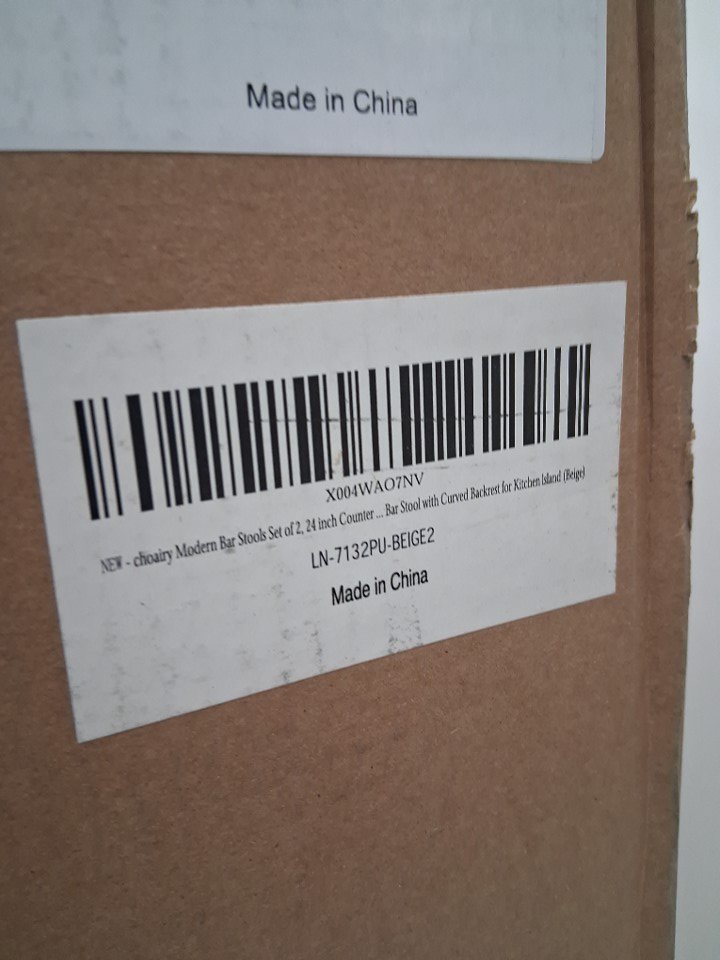 Made in China
X004WAO7NV
NEW - choairy Modern Bar Stools Set of 2, 24 inch Counter ... Bar Stool with Curved Backrest for Kitchen Island (Beige)
LN-7132PU-BEIGE2
Made in China